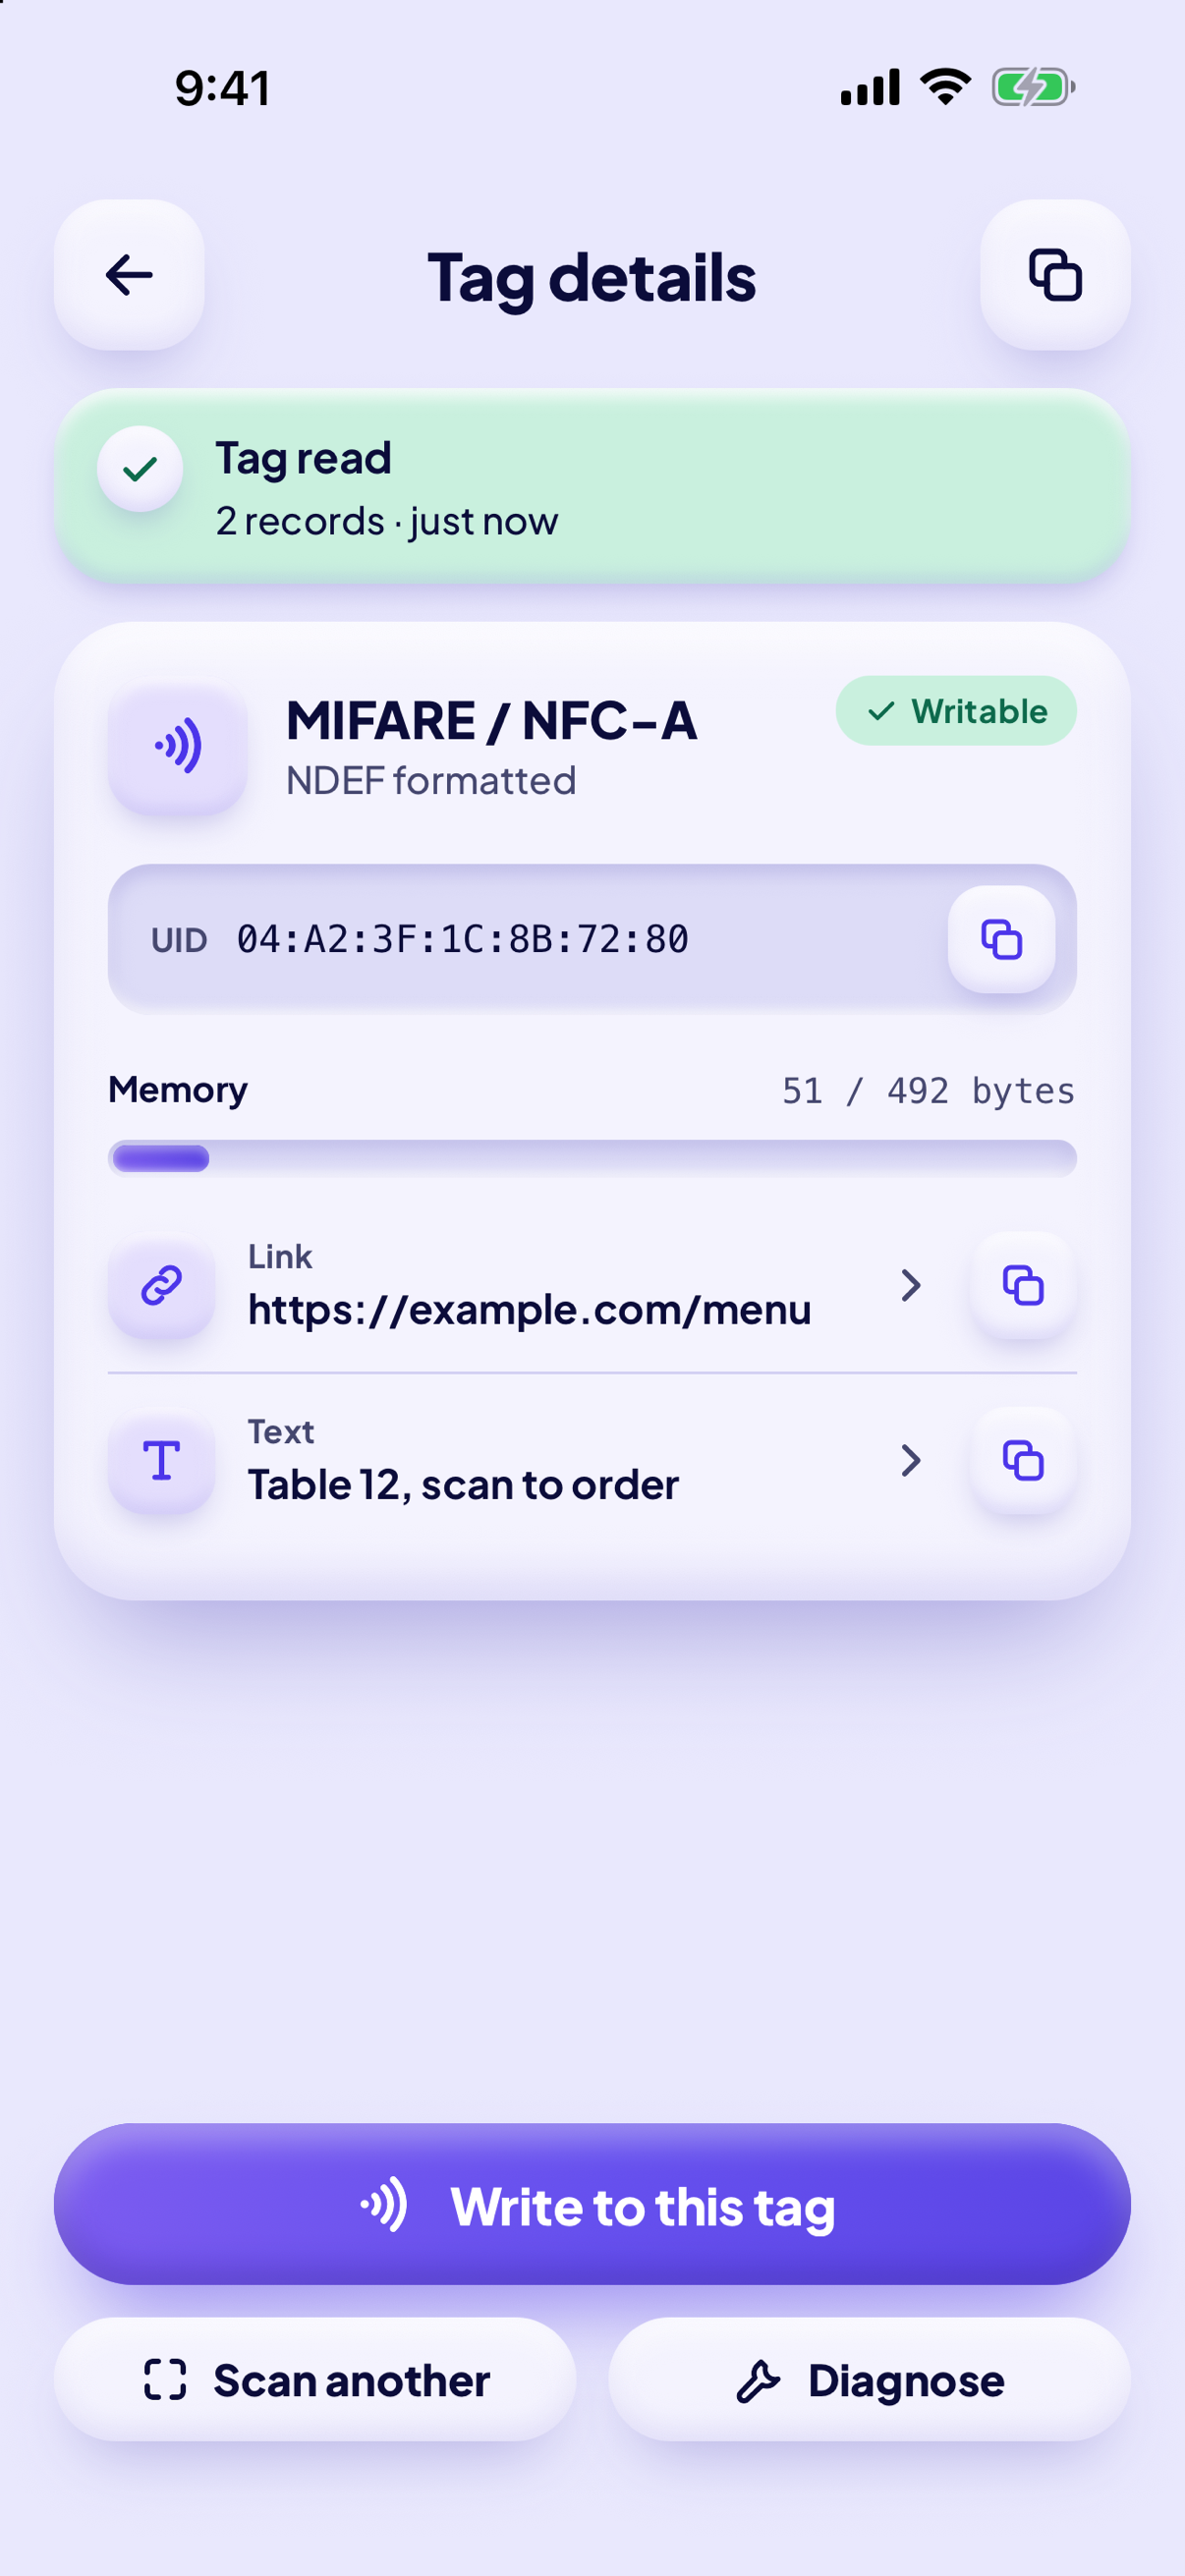 9:41
Tag details
Tag read
2 records · just now
MIFARE / NFC-A
Writable
NDEF formatted
UID 04:A2:3F:1C:8B:72:80
Memory 51 / 492 bytes
Link
https://example.com/menu
Text
Table 12, scan to order
Write to this tag
Scan another
Diagnose